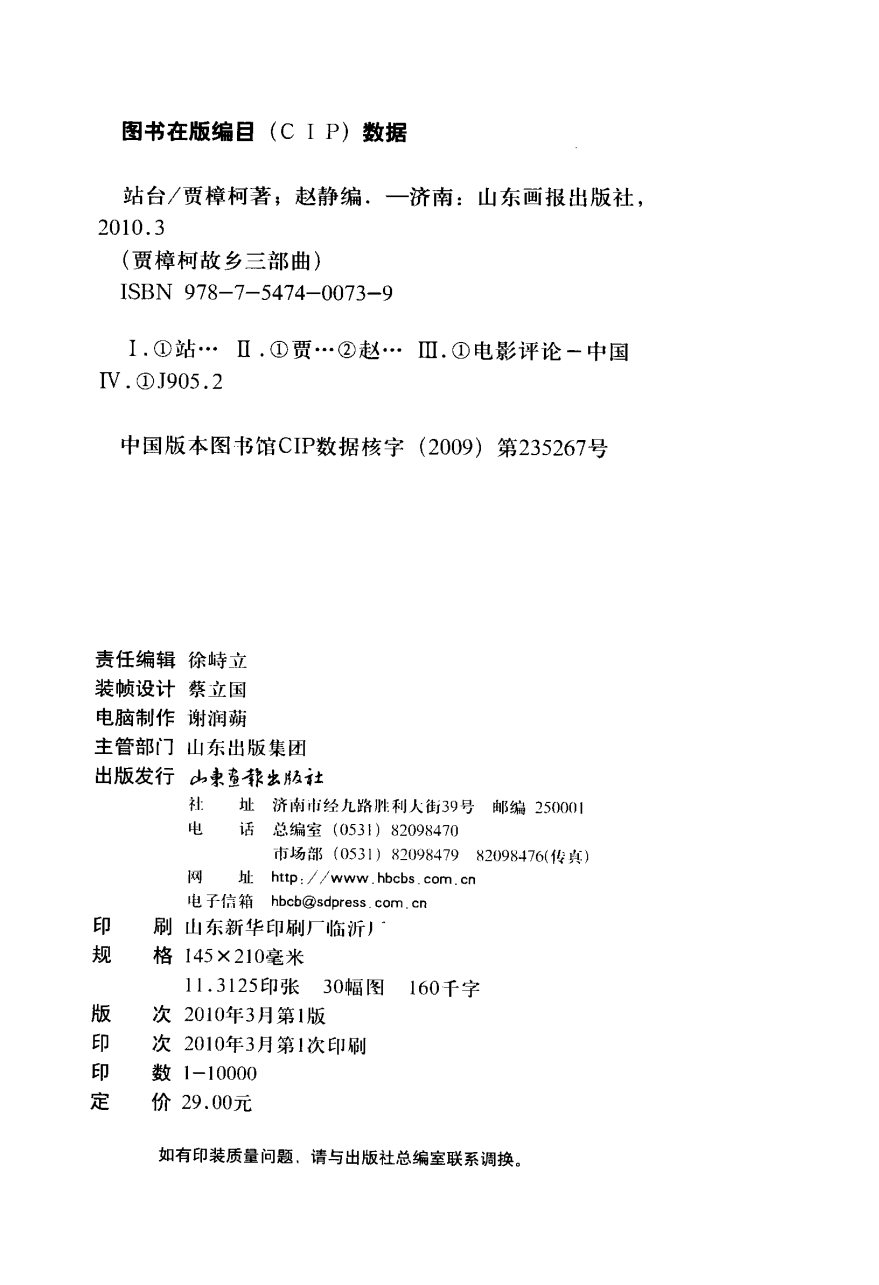 图书在版编目（CIP）数据
站台/贾樟柯著；赵静编．—济南：山东画报出版社，
2010.3
（贾樟柯故乡三部曲）
ISBN 978-7-5474-0073-9
Ⅰ.①站… Ⅱ.①贾…②赵… Ⅲ.①电影评论－中国
Ⅳ.①J905.2
中国版本图书馆CIP数据核字（2009）第235267号
责任编辑 徐峙立
装帧设计 蔡立国
电脑制作 谢润蒴
主管部门 山东出版集团
出版发行 山东画报出版社
社 址 济南市经九路胜利大街39号 邮编 250001
电 话 总编室（0531）82098470
市场部（0531）82098479 82098476(传真)
网 址 http://www.hbcbs.com.cn
电子信箱 hbcb@sdpress.com.cn
印 刷 山东新华印刷厂临沂厂
规 格 145×210毫米
11.3125印张 30幅图 160千字
版 次 2010年3月第1版
印 次 2010年3月第1次印刷
印 数 1-10000
定 价 29.00元
如有印装质量问题，请与出版社总编室联系调换。